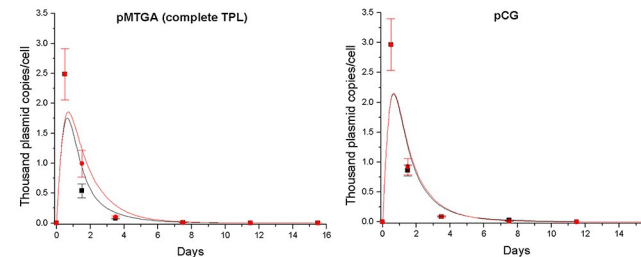 pMTGA (complete TPL)
Thousand plasmid copies/cell
3.5
3.0
2.5
2.0
1.5
1.0
0.5
0.0
0 2 4 6 8 10 12 14 16
Days
pCG
Thousand plasmid copies/cell
3.5
3.0
2.5
2.0
1.5
1.0
0.5
0.0
0 2 4 6 8 10 12 14
Days